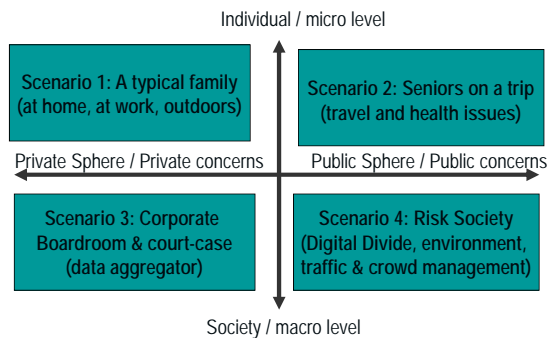 Individual / micro level
Scenario 1: A typical family
(at home, at work, outdoors)
Scenario 2: Seniors on a trip
(travel and health issues)
Private Sphere / Private concerns
Public Sphere / Public concerns
Scenario 3: Corporate
Boardroom & court-case
(data aggregator)
Scenario 4: Risk Society
(Digital Divide, environment,
traffic & crowd management)
Society / macro level